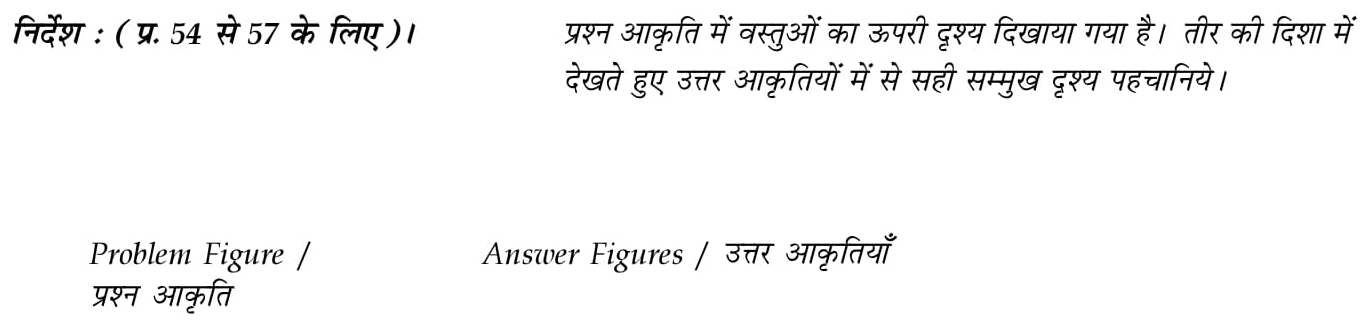 निर्देश : ( प्र. 54 से 57 के लिए )। प्रश्न आकृति में वस्तुओं का ऊपरी दृश्य दिखाया गया है। तीर की दिशा में
देखते हुए उत्तर आकृतियों में से सही सम्मुख दृश्य पहचानिये।
Problem Figure / Answer Figures / उत्तर आकृतियाँ
प्रश्न आकृति